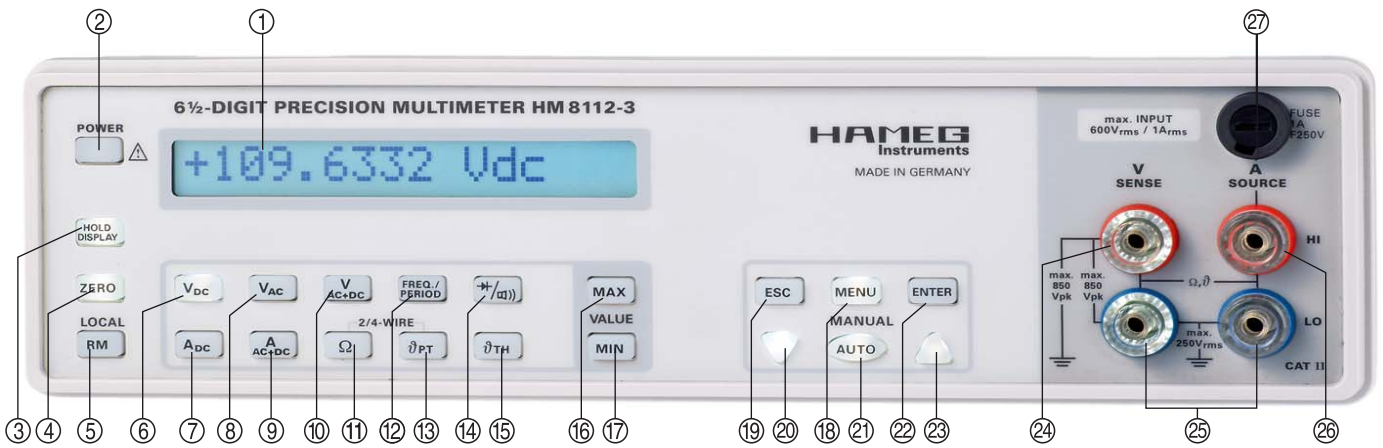 ② ① ㉗
6½-DIGIT PRECISION MULTIMETER HM 8112-3
POWER
+109.6332 Vdc
HAMEG
Instruments
MADE IN GERMANY
max. INPUT
600Vrms / 1Arms
FUSE
1A
F250V
V
SENSE
A
SOURCE
HOLD
DISPLAY
ZERO
LOCAL
RM
VDC
VAC
V
AC+DC
FREQ./
PERIOD
2/4-WIRE
ADC
A
AC+DC
Ω
ϑPT
ϑTH
MAX
VALUE
MIN
ESC
MENU
ENTER
MANUAL
AUTO
HI
max.
850
Vpk
max.
850
Vpk
Ω,ϑ
LO
max.
250Vrms
CAT II
③ ④ ⑤ ⑥ ⑦ ⑧ ⑨ ⑩ ⑪ ⑫ ⑬ ⑭ ⑮ ⑯ ⑰ ⑲ ⑳ ⑱ ㉑ ㉒ ㉓ ㉔ ㉕ ㉖